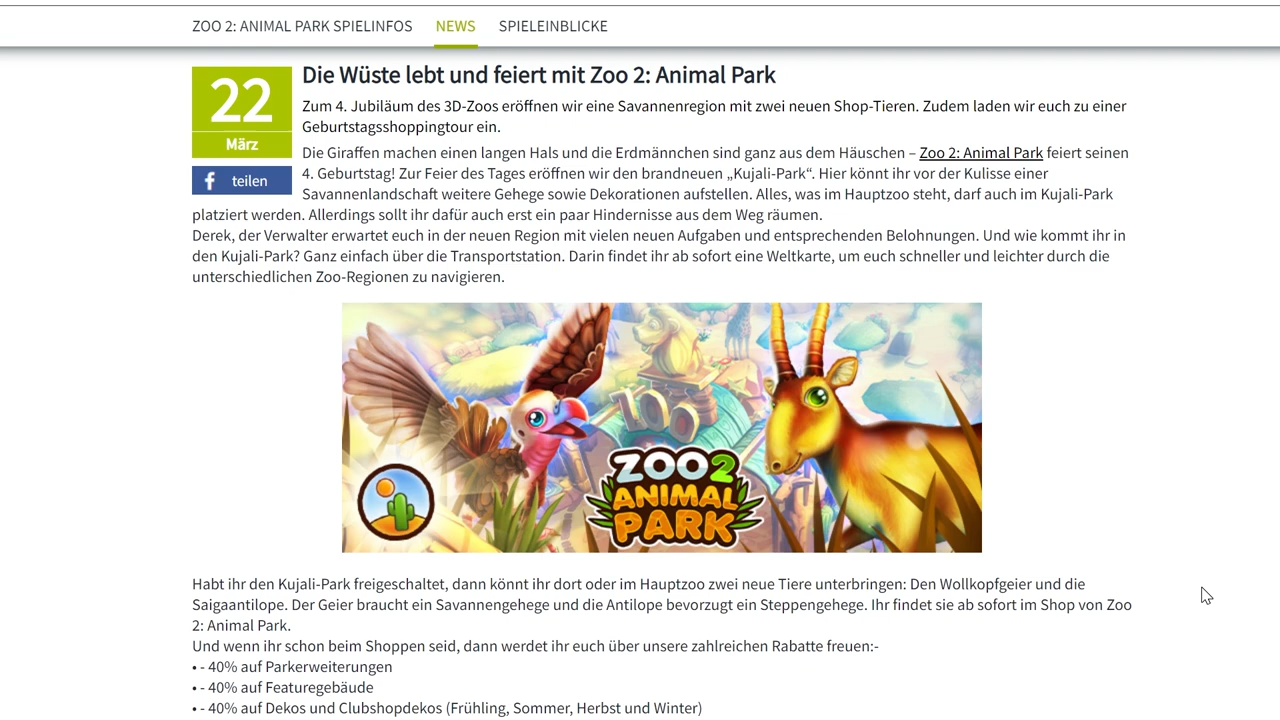 ZOO 2: ANIMAL PARK SPIELINFOS NEWS SPIELEINBLICKE
22
März
teilen
Die Wüste lebt und feiert mit Zoo 2: Animal Park
Zum 4. Jubiläum des 3D-Zoos eröffnen wir eine Savannenregion mit zwei neuen Shop-Tieren. Zudem laden wir euch zu einer
Geburtstagsshoppingtour ein.
Die Giraffen machen einen langen Hals und die Erdmännchen sind ganz aus dem Häuschen – Zoo 2: Animal Park feiert seinen
4. Geburtstag! Zur Feier des Tages eröffnen wir den brandneuen „Kujali-Park“. Hier könnt ihr vor der Kulisse einer
Savannenlandschaft weitere Gehege sowie Dekorationen aufstellen. Alles, was im Hauptzoo steht, darf auch im Kujali-Park
platziert werden. Allerdings sollt ihr dafür auch erst ein paar Hindernisse aus dem Weg räumen.
Derek, der Verwalter erwartet euch in der neuen Region mit vielen neuen Aufgaben und entsprechenden Belohnungen. Und wie kommt ihr in
den Kujali-Park? Ganz einfach über die Transportstation. Darin findet ihr ab sofort eine Weltkarte, um euch schneller und leichter durch die
unterschiedlichen Zoo-Regionen zu navigieren.
ZOO
ZOO2
ANIMAL
PARK
Habt ihr den Kujali-Park freigeschaltet, dann könnt ihr dort oder im Hauptzoo zwei neue Tiere unterbringen: Den Wollkopfgeier und die
Saigaantilope. Der Geier braucht ein Savannengehege und die Antilope bevorzugt ein Steppengehege. Ihr findet sie ab sofort im Shop von Zoo
2: Animal Park.
Und wenn ihr schon beim Shoppen seid, dann werdet ihr euch über unsere zahlreichen Rabatte freuen:-
• - 40% auf Parkerweiterungen
• - 40% auf Featuregebäude
• - 40% auf Dekos und Clubshopdekos (Frühling, Sommer, Herbst und Winter)